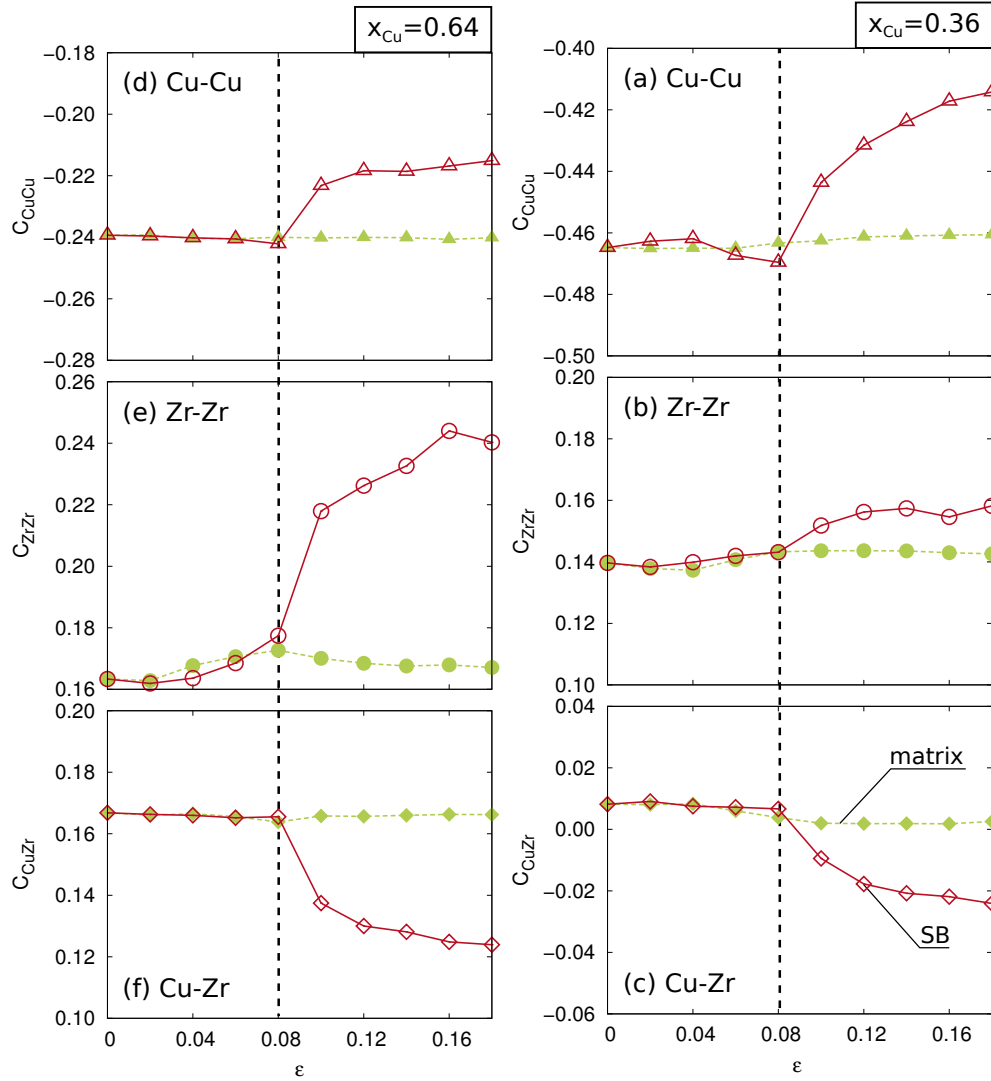 x_Cu=0.64
−0.18
−0.20
−0.22
−0.24
−0.26
−0.28
C_CuCu
(d) Cu-Cu
0.26
0.24
0.22
0.20
0.18
0.16
C_ZrZr
(e) Zr-Zr
0.20
0.18
0.16
0.14
0.12
0.10
C_CuZr
(f) Cu-Zr
0
0.04
0.08
0.12
0.16
ε
x_Cu=0.36
−0.40
−0.42
−0.44
−0.46
−0.48
−0.50
C_CuCu
(a) Cu-Cu
0.20
0.18
0.16
0.14
0.12
0.10
C_ZrZr
(b) Zr-Zr
0.04
0.02
0.00
−0.02
−0.04
−0.06
C_CuZr
matrix
SB
(c) Cu-Zr
0
0.04
0.08
0.12
0.16
ε